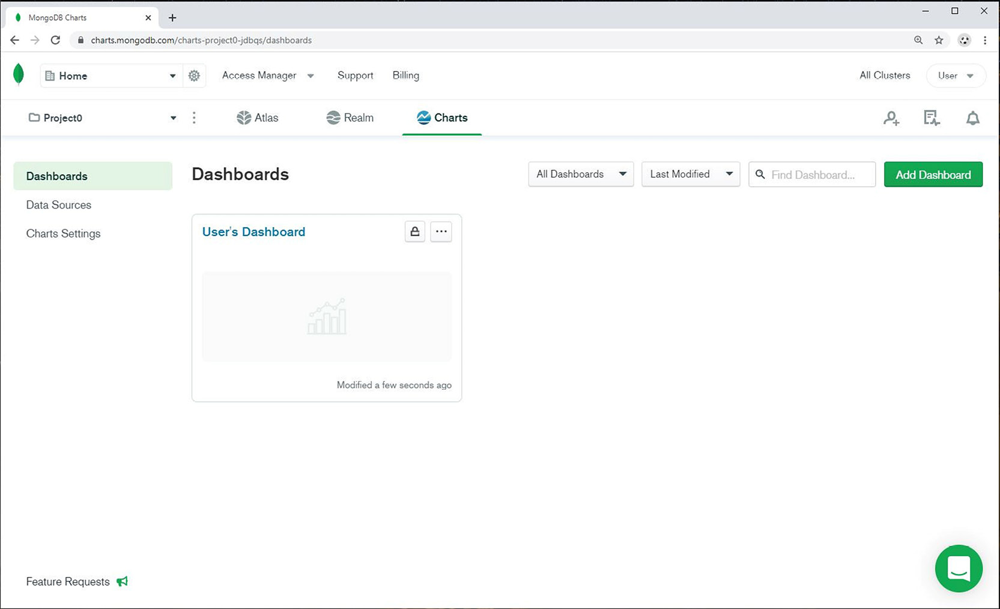 MongoDB Charts
charts.mongodb.com/charts-project0-jdbqs/dashboards
Home
Access Manager
Support
Billing
All Clusters
User
Project0
Atlas
Realm
Charts
Dashboards
Data Sources
Charts Settings
Dashboards
All Dashboards
Last Modified
Find Dashboard...
Add Dashboard
User's Dashboard
Modified a few seconds ago
Feature Requests